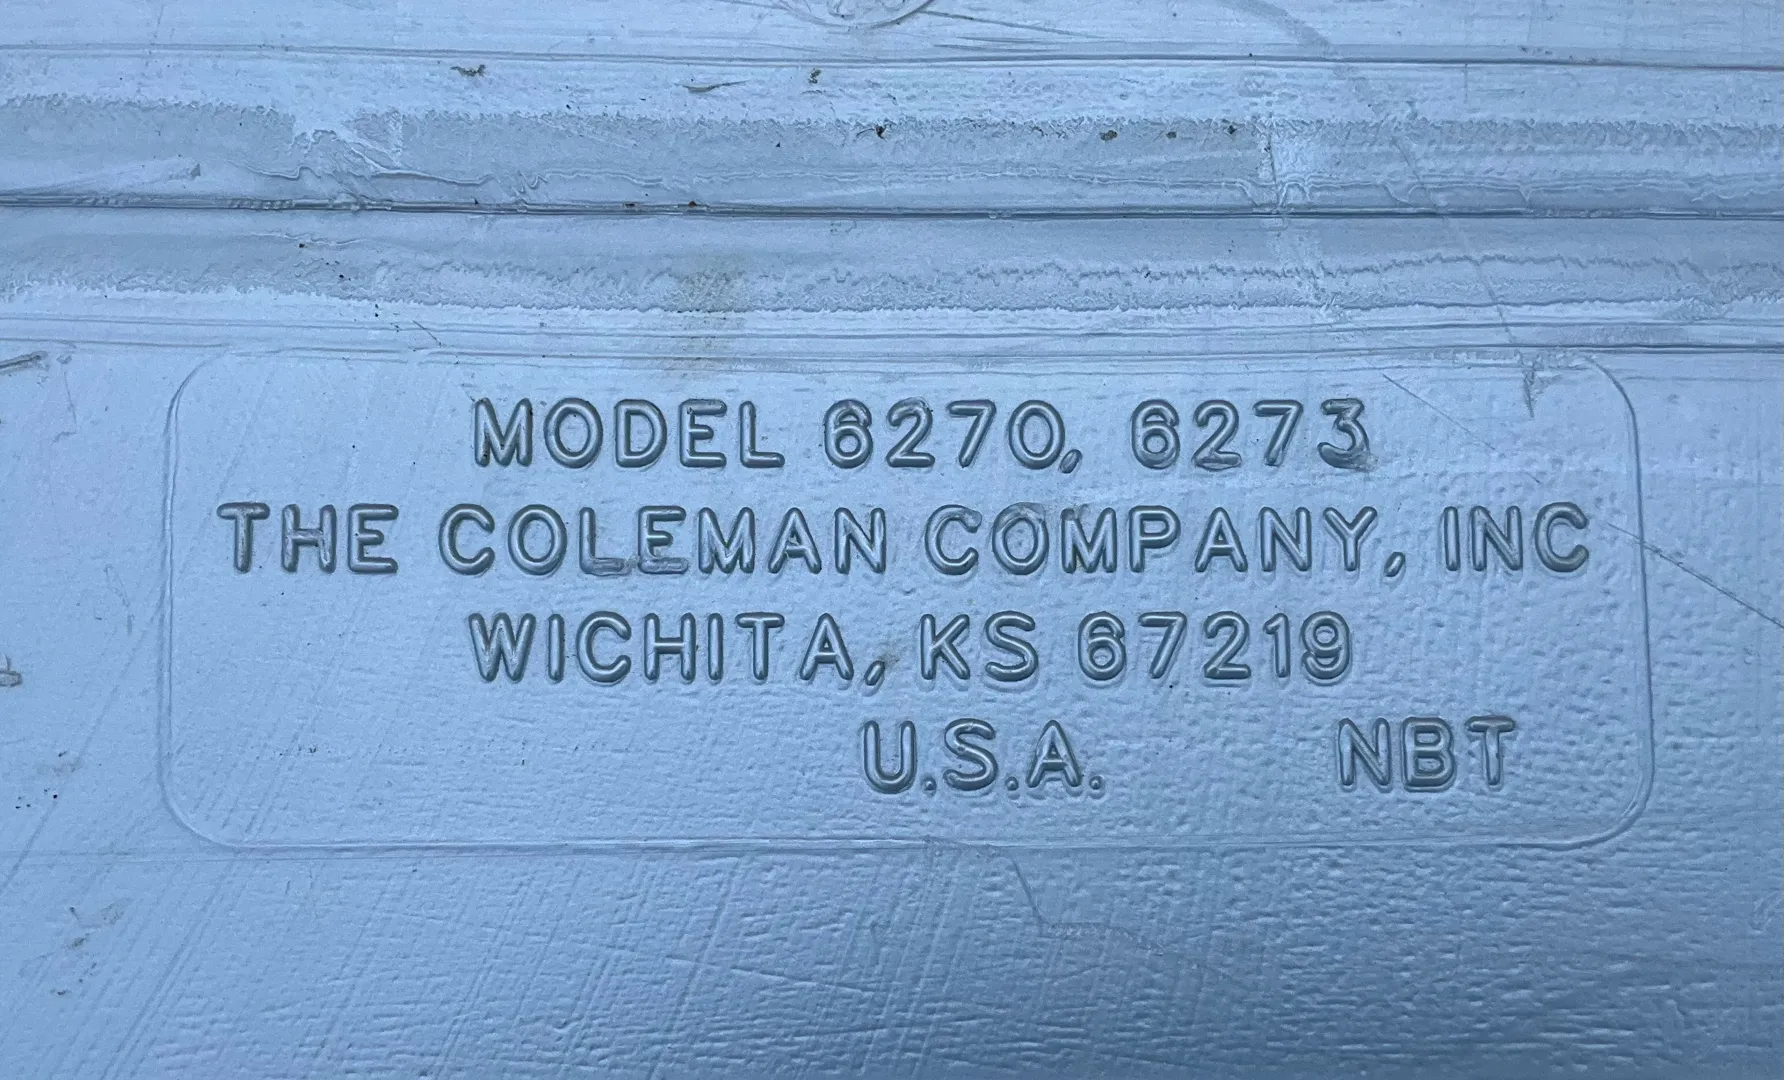 MODEL 6270, 6273
THE COLEMAN COMPANY, INC
WICHITA, KS 67219
U.S.A. NBT